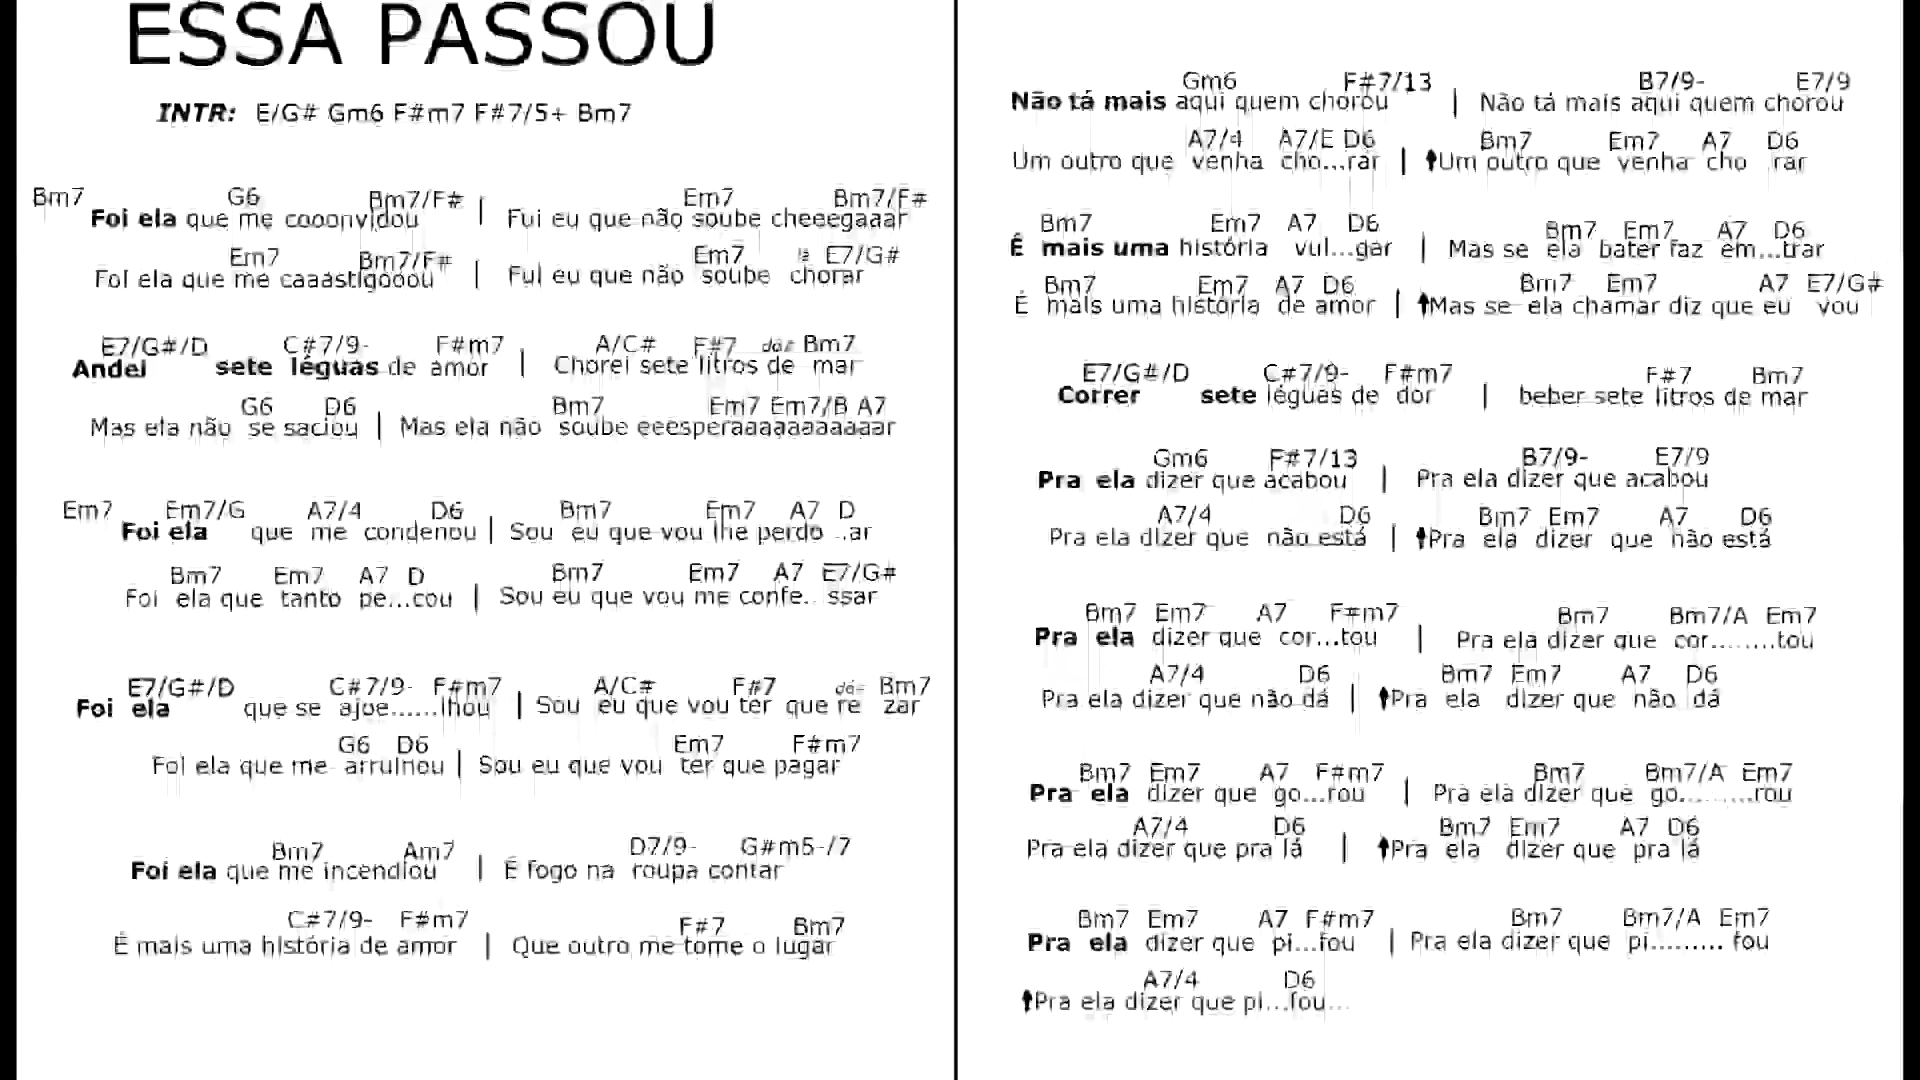 ESSA PASSOU
INTR: E/G# Gm6 F#m7 F#7/5+ Bm7
Bm7 G6 Bm7/F# | Em7 Bm7/F#
Foi ela que me cooonvidou Fui eu que não soube cheeegaaar
Em7 Bm7/F# Em7 E7/G#
Foi ela que me caaastigooou | Fui eu que não soube chorar
E7/G#/D C#7/9- F#m7 A/C# F#7 Bm7
Andei sete léguas de amor | Chorei sete litros de mar
G6 D6 Bm7 Em7 Em7/B A7
Mas ela não se saciou | Mas ela não soube eeesperaaaaaaaaaaar
Em7 Em7/G A7/4 D6 Bm7 Em7 A7 D
Foi ela que me condenou | Sou eu que vou lhe perdo ..ar
Bm7 Em7 A7 D Bm7 Em7 A7 E7/G#
Foi ela que tanto pe...cou | Sou eu que vou me confe.. ssar
E7/G#/D C#7/9- F#m7 A/C# F#7 Bm7
Foi ela que se ajoe......lhou | Sou eu que vou ter que re zar
G6 D6 Em7 F#m7
Foi ela que me arruinou | Sou eu que vou ter que pagar
Bm7 Am7 D7/9- G#m5-/7
Foi ela que me incendiou | É fogo na roupa contar
C#7/9- F#m7 F#7 Bm7
É mais uma história de amor | Que outro me tome o lugar
Gm6 F#7/13 B7/9- E7/9
Não tá mais aqui quem chorou | Não tá mais aqui quem chorou
A7/4 A7/E D6 Bm7 Em7 A7 D6
Um outro que venha cho...rar | Um outro que venha cho rar
Bm7 Em7 A7 D6 Bm7 Em7 A7 D6
É mais uma história vul...gar | Mas se ela bater faz em...trar
Bm7 Em7 A7 D6 Bm7 Em7 A7 E7/G#
É mais uma história de amor | Mas se ela chamar diz que eu vou
E7/G#/D C#7/9- F#m7 F#7 Bm7
Correr sete léguas de dor | beber sete litros de mar
Gm6 F#7/13 B7/9- E7/9
Pra ela dizer que acabou | Pra ela dizer que acabou
A7/4 D6 Bm7 Em7 A7 D6
Pra ela dizer que não está | Pra ela dizer que não está
Bm7 Em7 A7 F#m7 Bm7 Bm7/A Em7
Pra ela dizer que cor...tou | Pra ela dizer que cor........tou
A7/4 D6 Bm7 Em7 A7 D6
Pra ela dizer que não dá | Pra ela dizer que não dá
Bm7 Em7 A7 F#m7 Bm7 Bm7/A Em7
Pra ela dizer que go...rou | Pra ela dizer que go.........rou
A7/4 D6 Bm7 Em7 A7 D6
Pra ela dizer que pra lá | Pra ela dizer que pra lá
Bm7 Em7 A7 F#m7 Bm7 Bm7/A Em7
Pra ela dizer que pi...fou | Pra ela dizer que pi......... fou
A7/4 D6
Pra ela dizer que pi...fou...